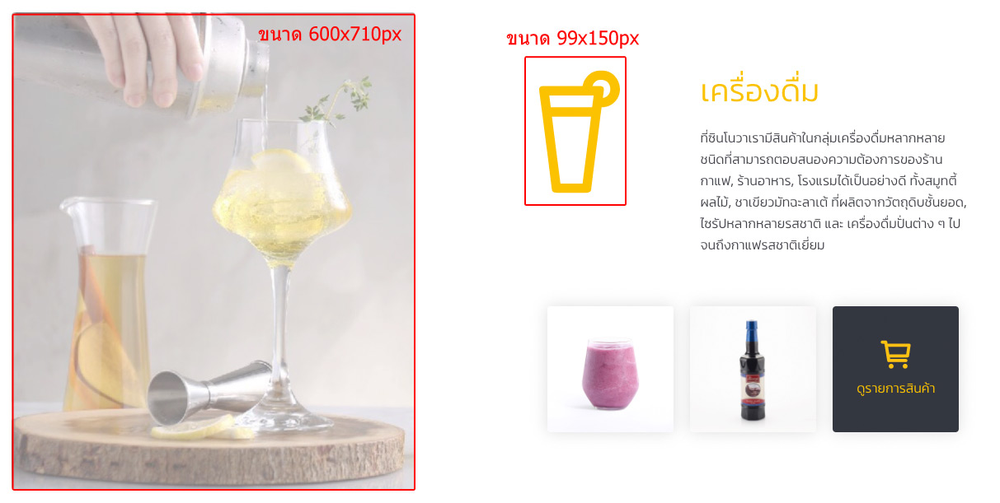 ขนาด 600x710px
ขนาด 99x150px
เครื่องดื่ม
ที่ซินโนวาเรามีสินค้าในกลุ่มเครื่องดื่มหลากหลาย
ชนิดที่สามารถตอบสนองความต้องการของร้าน
กาแฟ, ร้านอาหาร, โรงแรมได้เป็นอย่างดี ทั้งสมูทตี้
ผลไม้, ชาเขียวมัทฉะลาเต้ ที่ผลิตจากวัตถุดิบชั้นยอด,
ไซรัปหลากหลายรสชาติ และ เครื่องดื่มปั่นต่าง ๆ ไป
จนถึงกาแฟรสชาติเยี่ยม
ดูรายการสินค้า